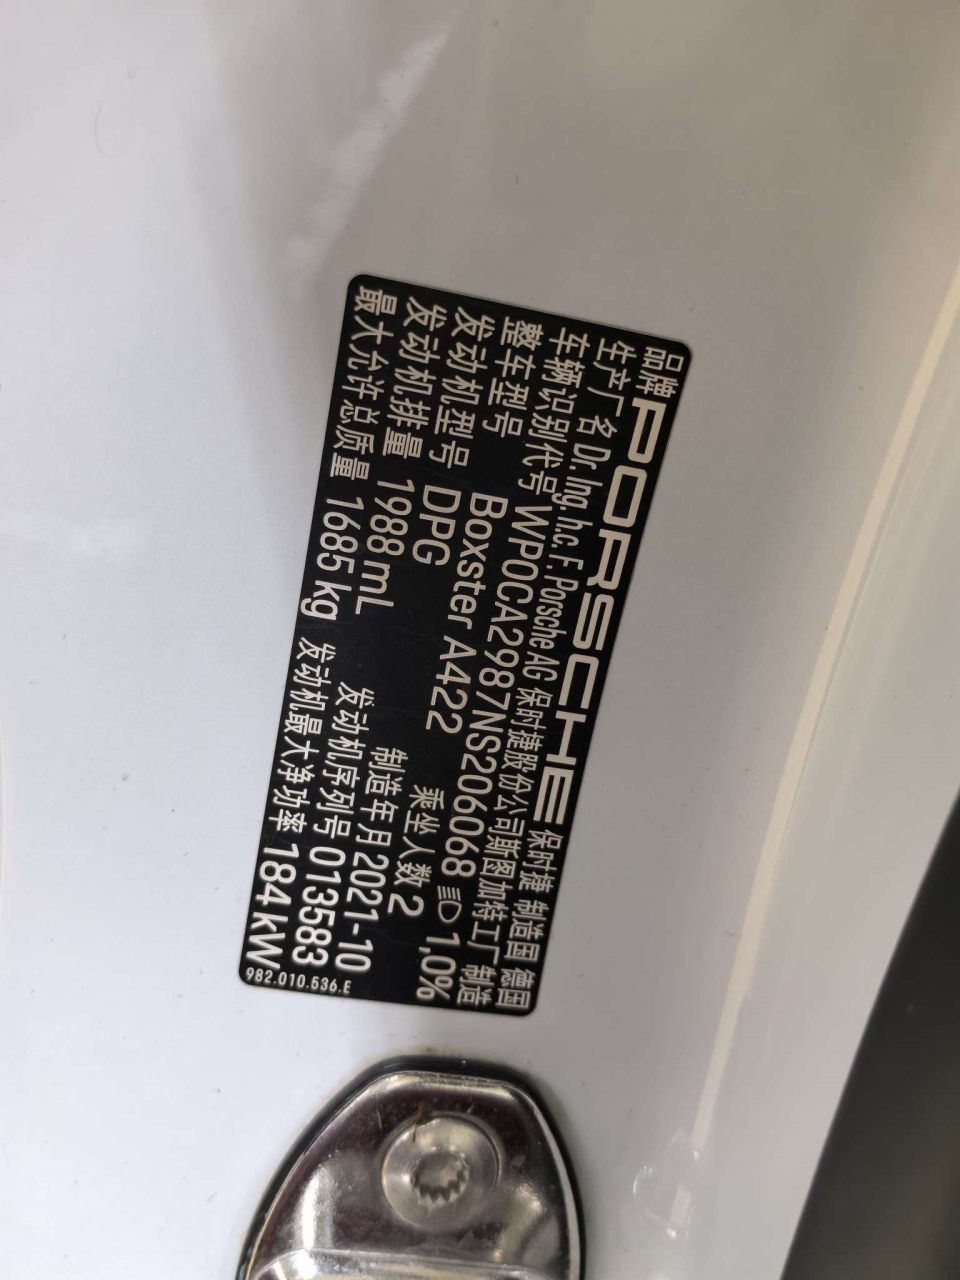 品牌 PORSCHE 保时捷 制造国 德国
生产厂名 Dr. Ing. h.c. F. Porsche AG 保时捷股份公司斯图加特工厂 制造
车辆识别代号 WP0CA2987NS206068 1,0%
整车型号 Boxster A422 乘坐人数 2
发动机型号 DPG 制造年月 2021-10
发动机排量 1988 mL 发动机序列号 013583
最大允许总质量 1685 kg 发动机最大净功率 184 kW
982.010.536.E